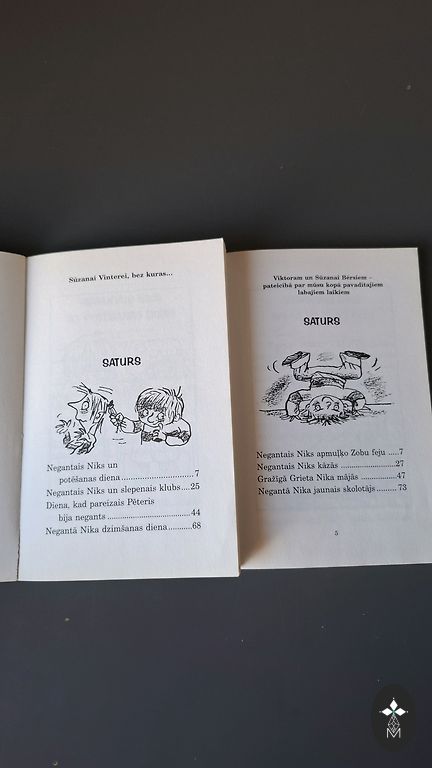 Sūzanai Vinterei, bez kuras...
SATURS
Negantais Niks un
potēšanas diena..............................7
Negantais Niks un slepenais klubs....25
Diena, kad pareizais Pēteris
bija negants ..................................44
Negantā Nika dzimšanas diena..........68
Viktoram un Sūzanai Bērziem –
pateicībā par mūsu kopā pavadītajiem
labajiem laikiem
SATURS
Negantais Niks apmuļķo Zobu feju .....7
Negantais Niks kāzās ........................27
Gražīgā Grieta Nika mājās ...............47
Negantā Nika jaunais skolotājs .........73
5
M